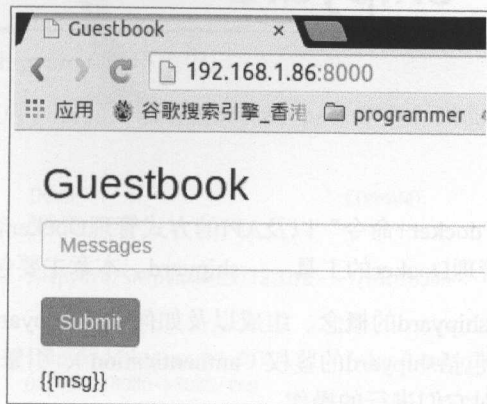 Guestbook
192.168.1.86:8000
应用 谷歌搜索引擎_香港 programmer
Guestbook
Messages
Submit
{{msg}}